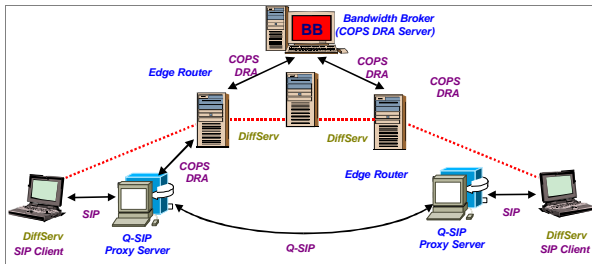 Bandwidth Broker
(COPS DRA Server)
BB
COPS
DRA
COPS
DRA
COPS
DRA
Edge Router
DiffServ
DiffServ
COPS
DRA
Edge Router
SIP
SIP
DiffServ
SIP Client
Q-SIP
Proxy Server
Q-SIP
Q-SIP
Proxy Server
DiffServ
SIP Client